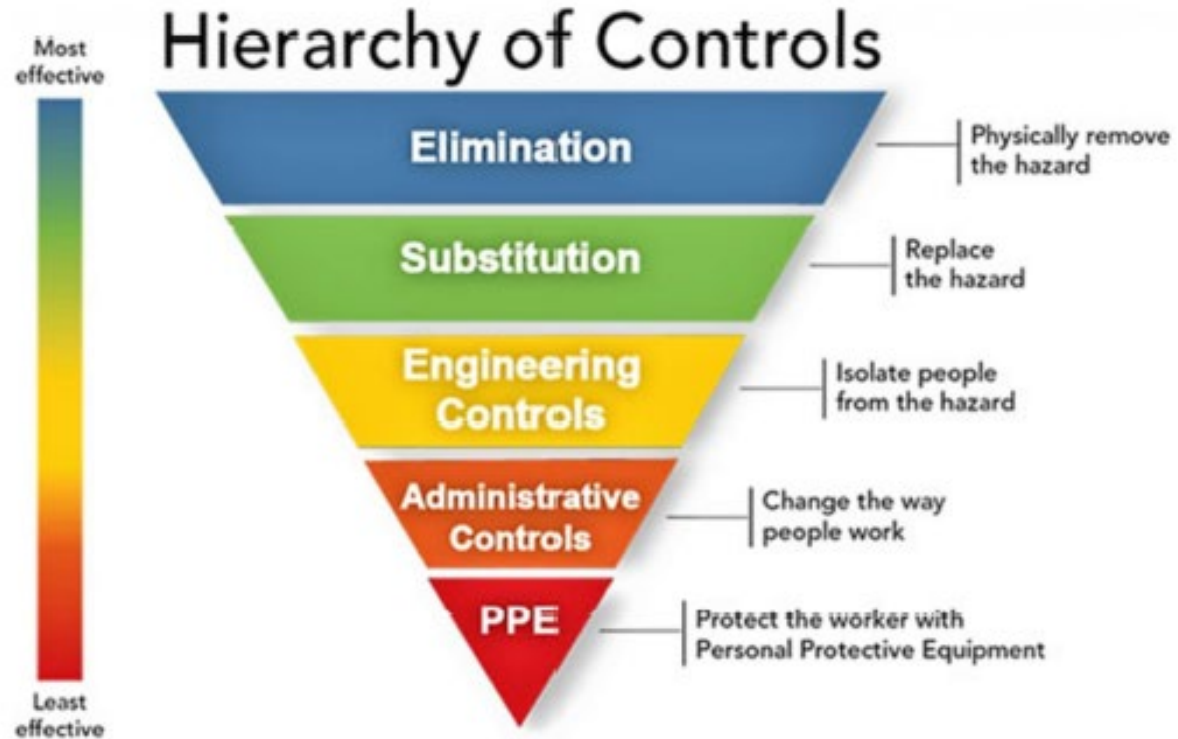 Hierarchy of Controls
Most
effective
Elimination
Physically remove
the hazard
Substitution
Replace
the hazard
Engineering
Controls
Isolate people
from the hazard
Administrative
Controls
Change the way
people work
PPE
Protect the worker with
Personal Protective Equipment
Least
effective